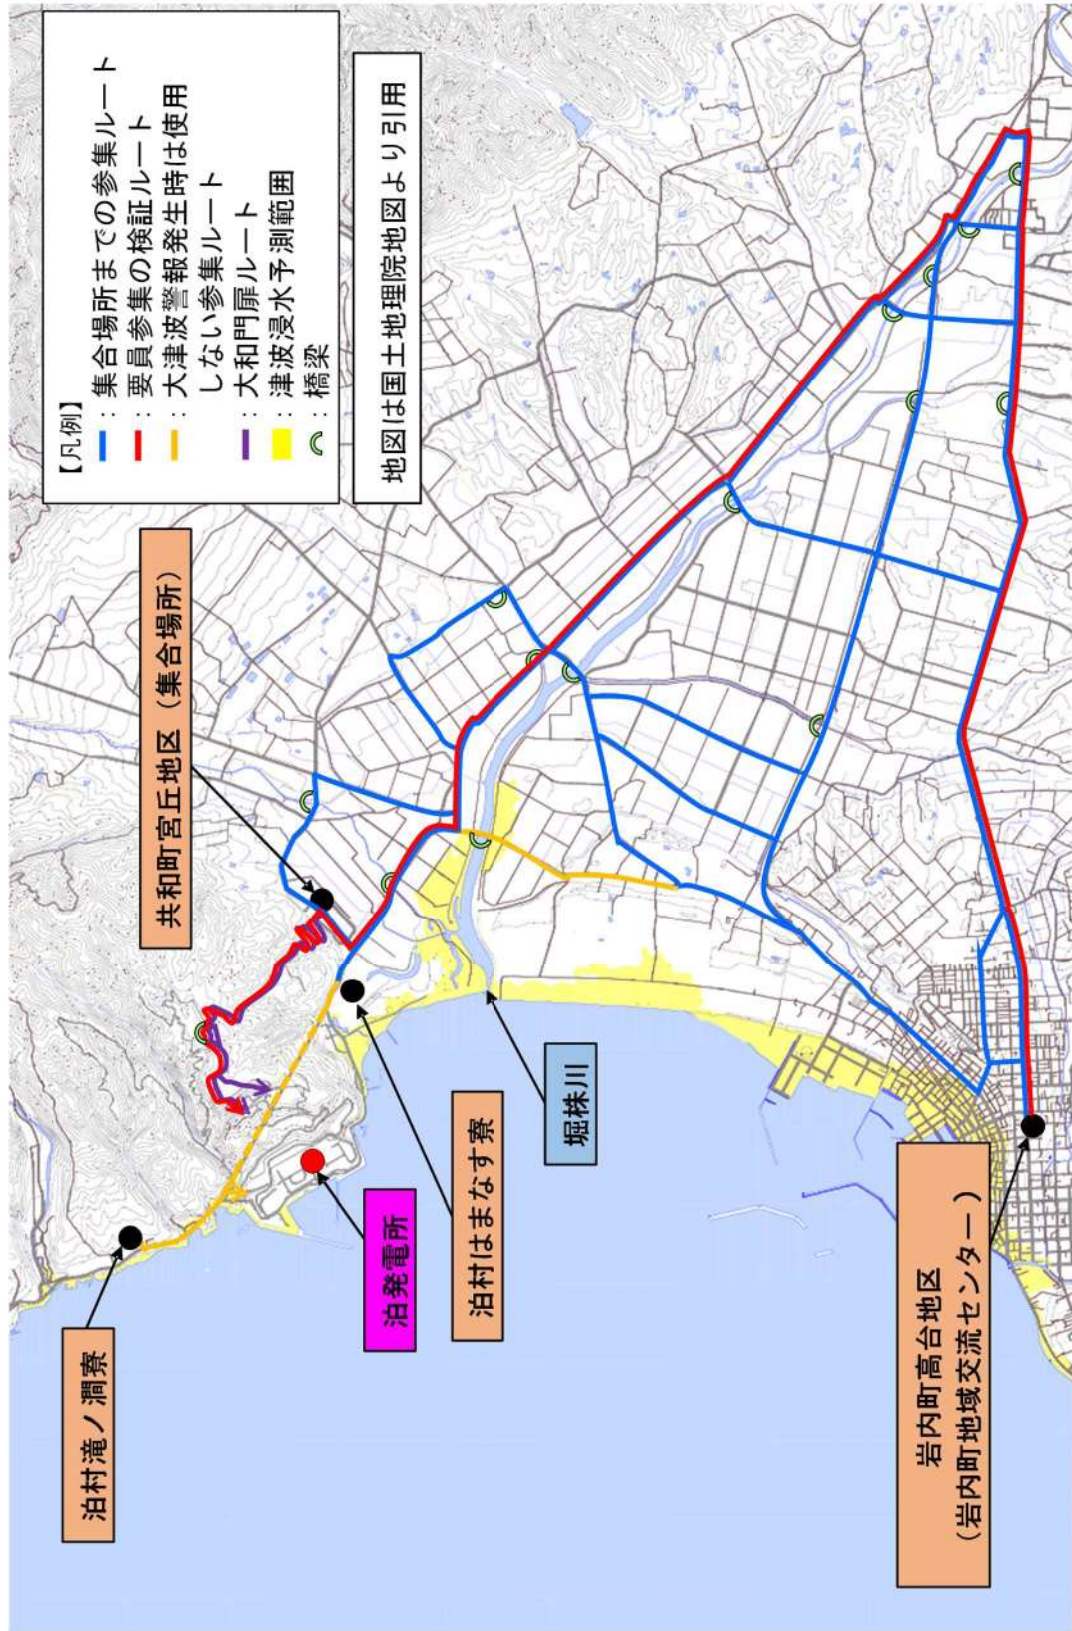 【凡例】
：集合場所までの参集ルート
：要員参集の検証ルート
：大津波警報発生時は使用
しない参集ルート
：大和門扉ルート
：津波浸水予測範囲
：橋梁
地図は国土地理院地図より引用
共和町宮丘地区（集合場所）
泊村滝ノ澗寮
泊発電所
泊村はまなす寮
堀株川
岩内町高台地区
（岩内町地域交流センター）